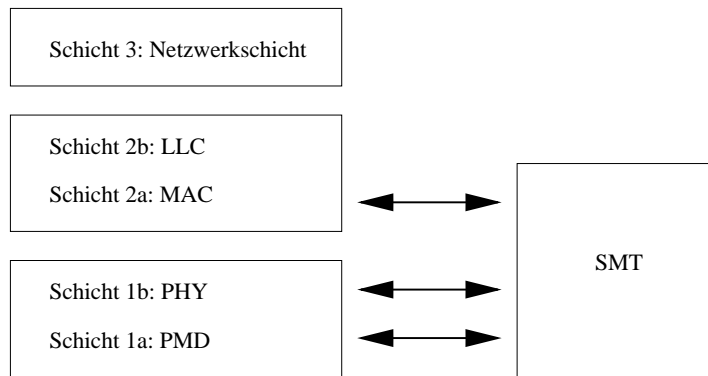 Schicht 3: Netzwerkschicht
Schicht 2b: LLC
Schicht 2a: MAC
Schicht 1b: PHY
Schicht 1a: PMD
SMT